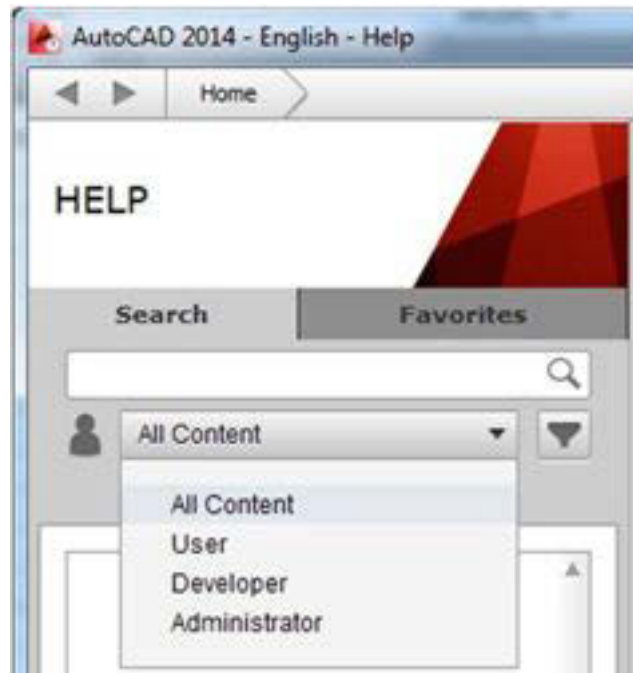 AutoCAD 2014 - English - Help
Home
HELP
Search Favorites
All Content
All Content
User
Developer
Administrator